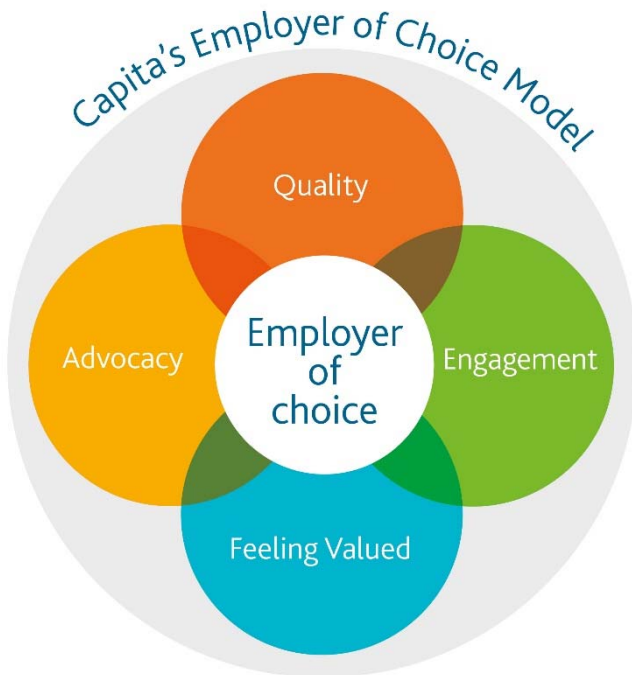 Capita's Employer of Choice Model
Quality
Advocacy
Employer
of
choice
Engagement
Feeling Valued